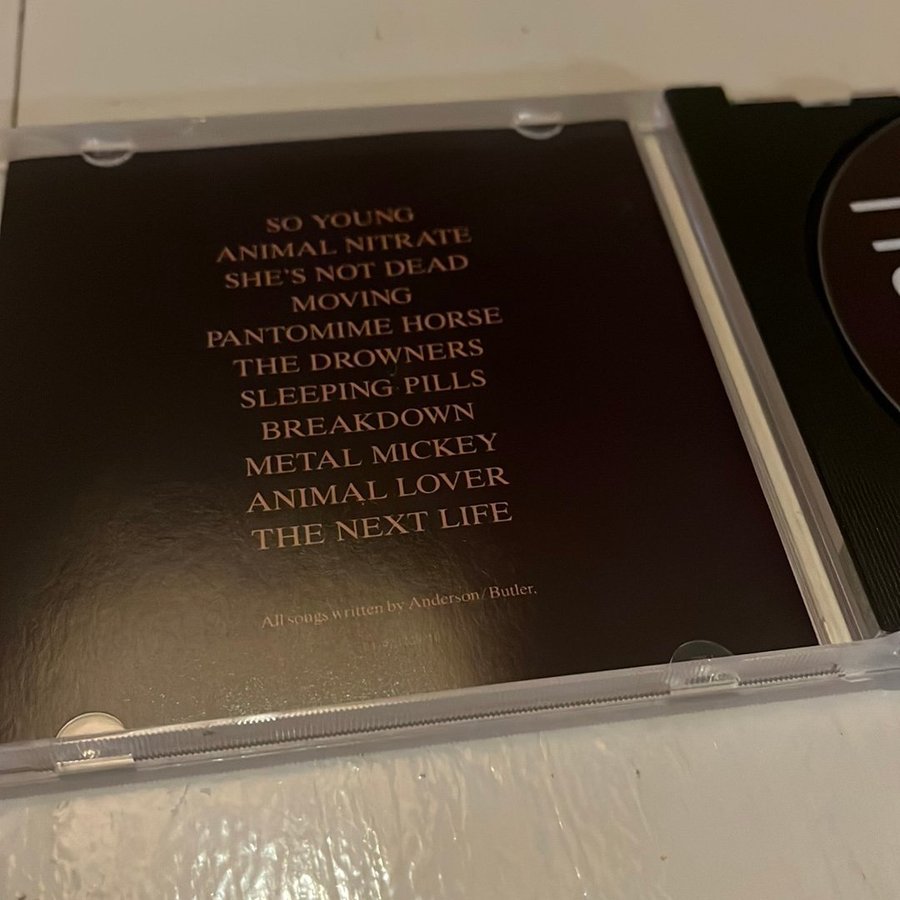 SO YOUNG
ANIMAL NITRATE
SHE'S NOT DEAD
MOVING
PANTOMIME HORSE
THE DROWNERS
SLEEPING PILLS
BREAKDOWN
METAL MICKEY
ANIMAL LOVER
THE NEXT LIFE
All songs written by Anderson/Butler.